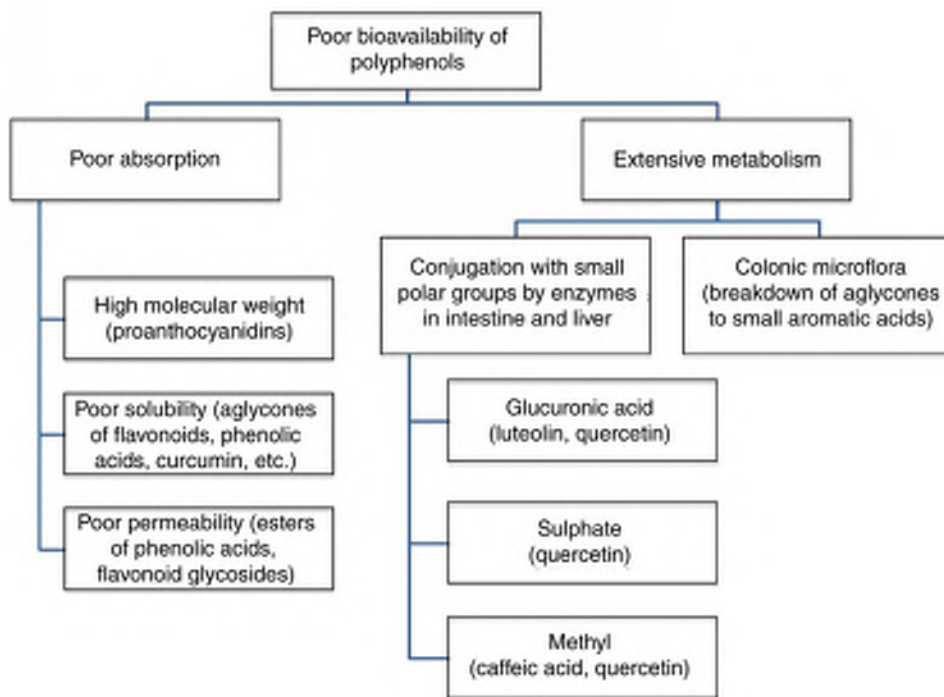 Poor bioavailability of
polyphenols
Poor absorption
Extensive metabolism
High molecular weight
(proanthocyanidins)
Poor solubility (aglycones
of flavonoids, phenolic
acids, curcumin, etc.)
Poor permeability (esters
of phenolic acids,
flavonoid glycosides)
Conjugation with small
polar groups by enzymes
in intestine and liver
Colonic microflora
(breakdown of aglycones
to small aromatic acids)
Glucuronic acid
(luteolin, quercetin)
Sulphate
(quercetin)
Methyl
(caffeic acid, quercetin)